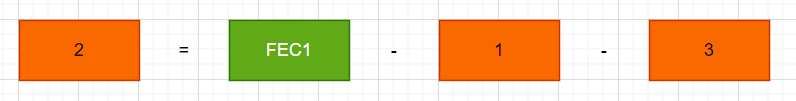 2 = FEC1 - 1 - 3